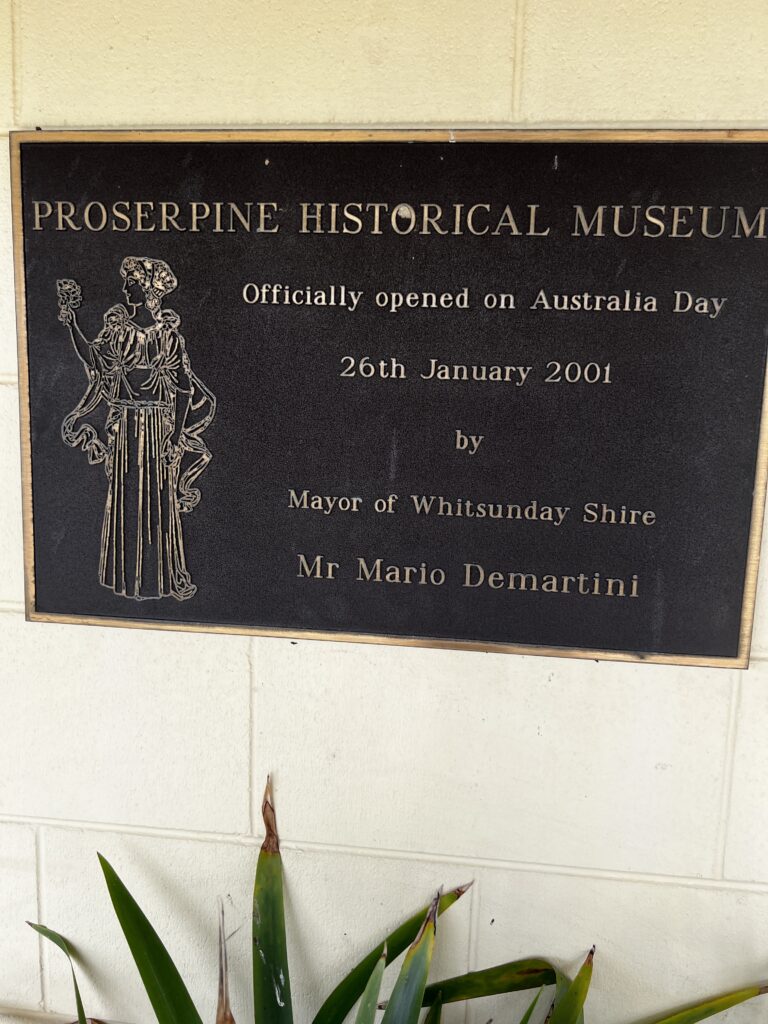 PROSERPINE HISTORICAL MUSEUM
Officially opened on Australia Day
26th January 2001
by
Mayor of Whitsunday Shire
Mr Mario Demartini